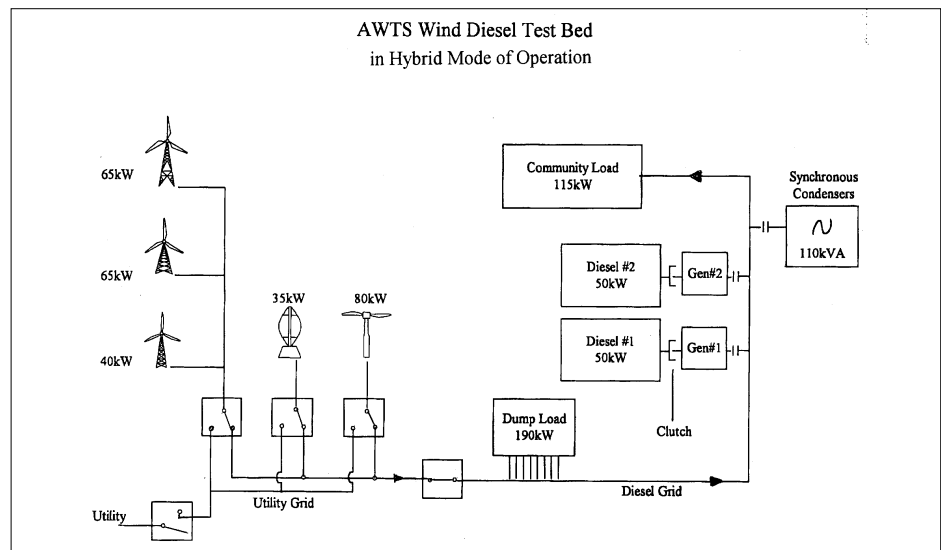 AWTS Wind Diesel Test Bed
in Hybrid Mode of Operation
65kW
65kW
40kW
35kW
80kW
Community Load
115kW
Synchronous
Condensers
110kVA
Diesel #2
50kW
Gen#2
Diesel #1
50kW
Gen#1
Clutch
Dump Load
190kW
Diesel Grid
Utility Grid
Utility